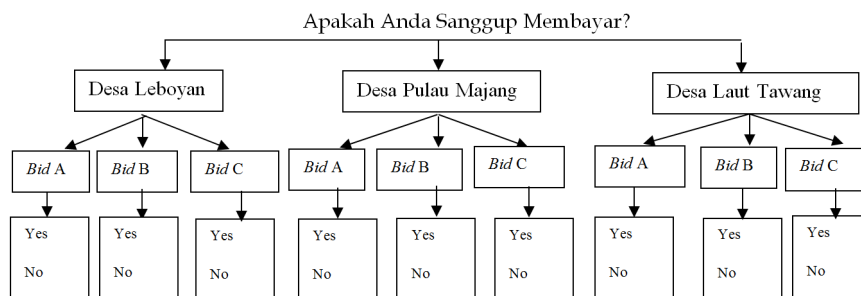 Apakah Anda Sanggup Membayar?
Desa Leboyan
Desa Pulau Majang
Desa Laut Tawang
Bid A
Bid B
Bid C
Bid A
Bid B
Bid C
Bid A
Bid B
Bid C
Yes
No
Yes
No
Yes
No
Yes
No
Yes
No
Yes
No
Yes
No
Yes
No
Yes
No